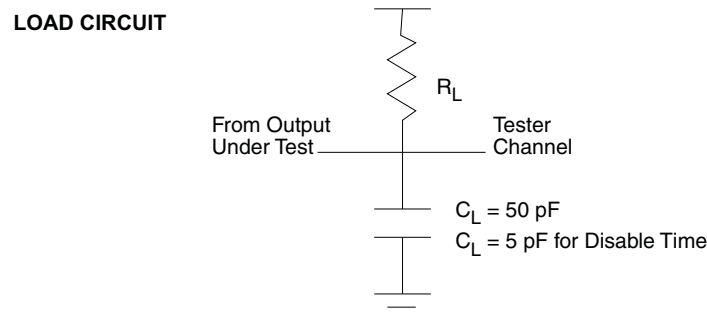 LOAD CIRCUIT
R_L
From Output
Under Test
Tester
Channel
C_L = 50 pF
C_L = 5 pF for Disable Time